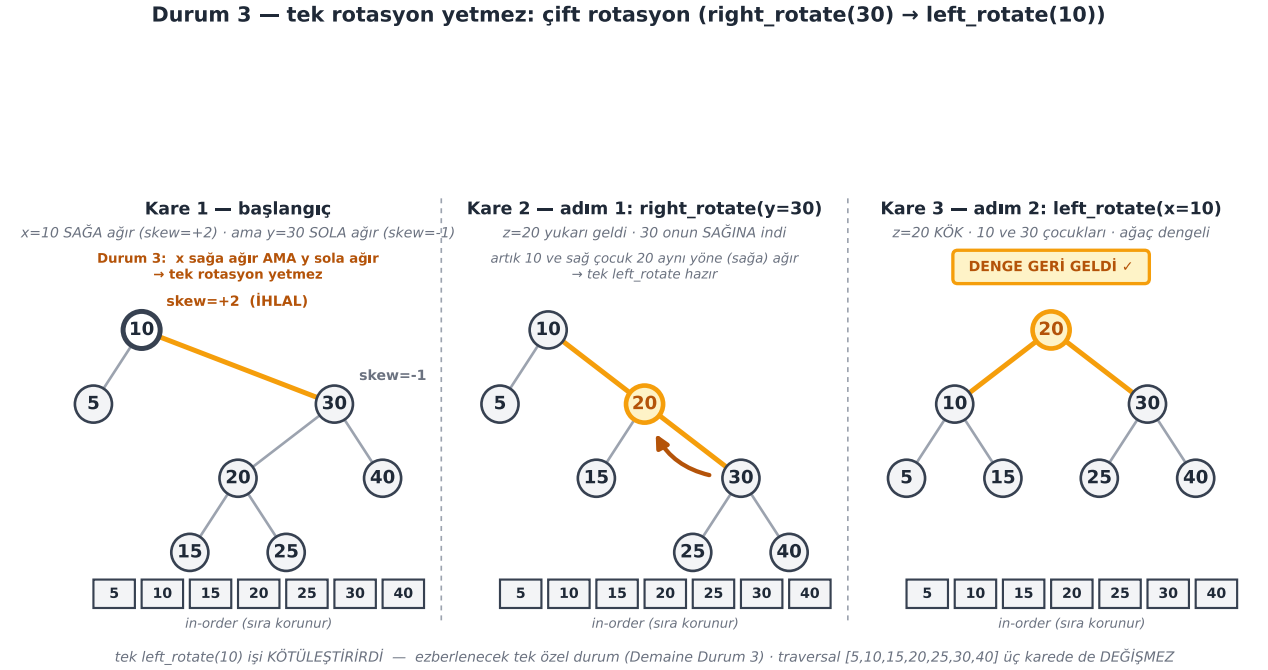 Durum 3 — tek rotasyon yetmez: çift rotasyon (right_rotate(30) → left_rotate(10))
Kare 1 — başlangıç
x=10 SAĞA ağır (skew=+2) · ama y=30 SOLA ağır (skew=-1)
Durum 3:  x sağa ağır AMA y sola ağır
→ tek rotasyon yetmez
skew=+2  (İHLAL)
10
skew=-1
5
30
20
40
15
25
5 10 15 20 25 30 40
in-order (sıra korunur)
Kare 2 — adım 1: right_rotate(y=30)
z=20 yukarı geldi · 30 onun SAĞINA indi
artık 10 ve sağ çocuk 20 aynı yöne (sağa) ağır
→ tek left_rotate hazır
10
5
20
15
30
25
40
5 10 15 20 25 30 40
in-order (sıra korunur)
Kare 3 — adım 2: left_rotate(x=10)
z=20 KÖK · 10 ve 30 çocukları · ağaç dengeli
DENGE GERİ GELDİ ✓
20
10
30
5
15
25
40
5 10 15 20 25 30 40
in-order (sıra korunur)
tek left_rotate(10) işi KÖTÜLEŞTİRİRDİ  —  ezberlenecek tek özel durum (Demaine Durum 3) · traversal [5,10,15,20,25,30,40] üç karede de DEĞİŞMEZ